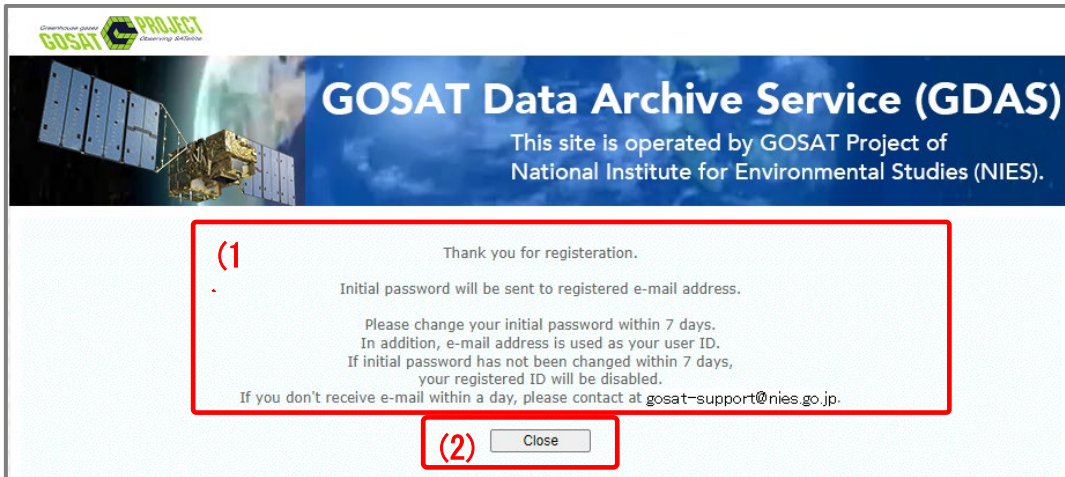 Greenhouse gases
GOSAT
PROJECT
Observing SATellite
GOSAT Data Archive Service (GDAS)
This site is operated by GOSAT Project of
National Institute for Environmental Studies (NIES).
(1
.
Thank you for registeration.
Initial password will be sent to registered e-mail address.
Please change your initial password within 7 days.
In addition, e-mail address is used as your user ID.
If initial password has not been changed within 7 days,
your registered ID will be disabled.
If you don't receive e-mail within a day, please contact at gosat-support@nies.go.jp.
(2)
Close